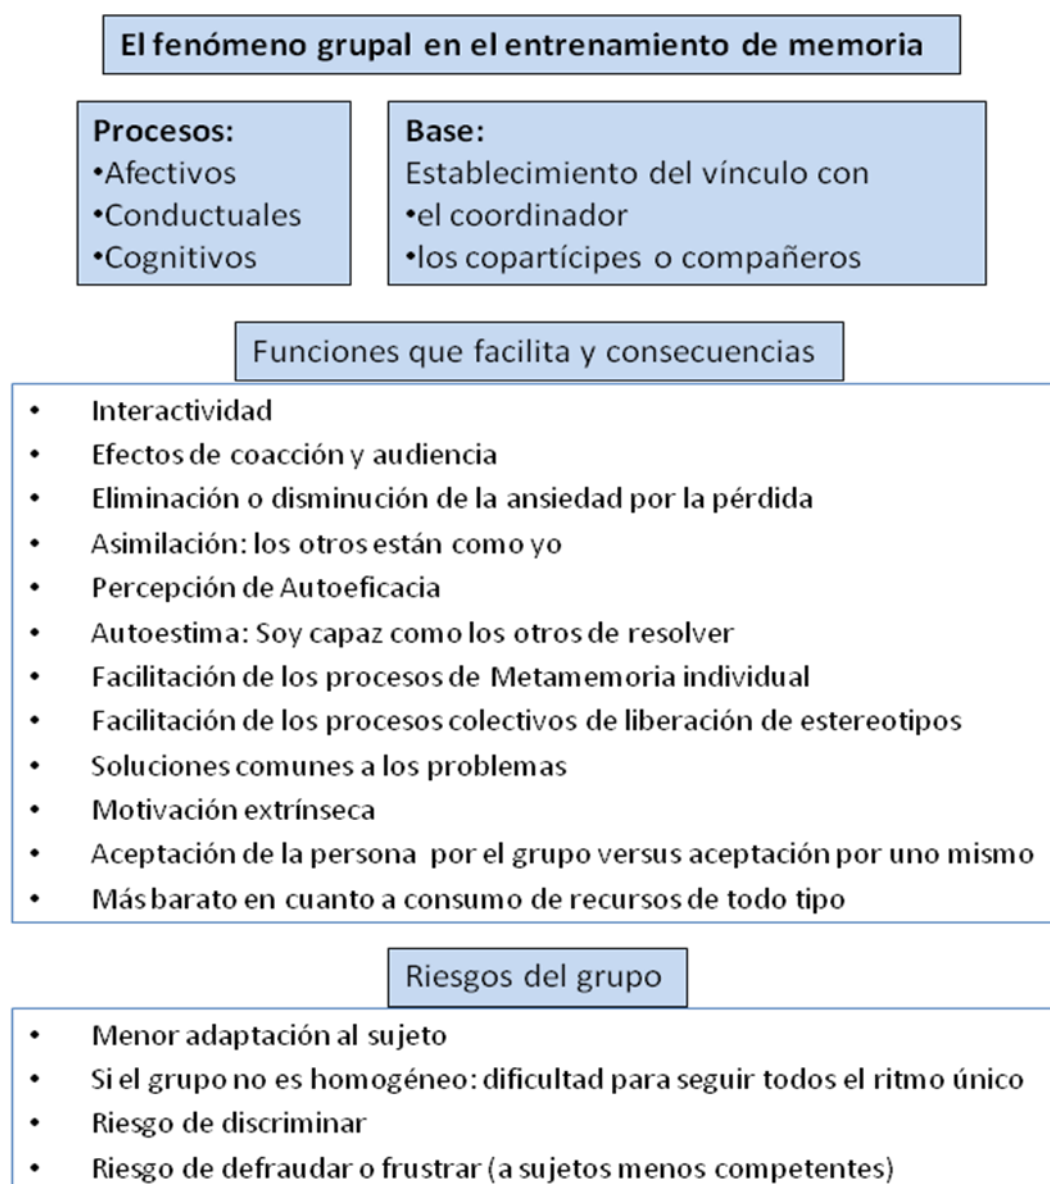 El fenómeno grupal en el entrenamiento de memoria
Procesos:
•Afectivos
•Conductuales
•Cognitivos
Base:
Establecimiento del vínculo con
•el coordinador
•los copartícipes o compañeros
Funciones que facilita y consecuencias
• Interactividad
• Efectos de coacción y audiencia
• Eliminación o disminución de la ansiedad por la pérdida
• Asimilación: los otros están como yo
• Percepción de Autoeficacia
• Autoestima: Soy capaz como los otros de resolver
• Facilitación de los procesos de Metamemoria individual
• Facilitación de los procesos colectivos de liberación de estereotipos
• Soluciones comunes a los problemas
• Motivación extrínseca
• Aceptación de la persona por el grupo versus aceptación por uno mismo
• Más barato en cuanto a consumo de recursos de todo tipo
Riesgos del grupo
• Menor adaptación al sujeto
• Si el grupo no es homogéneo: dificultad para seguir todos el ritmo único
• Riesgo de discriminar
• Riesgo de defraudar o frustrar (a sujetos menos competentes)